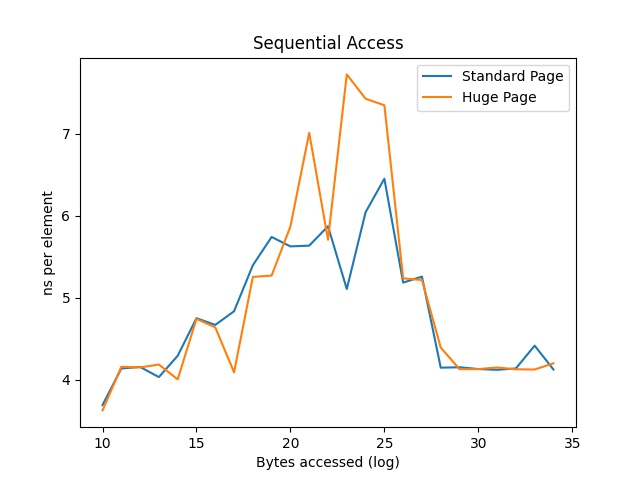 Sequential Access
Standard Page
Huge Page
ns per element
7
6
5
4
10 15 20 25 30 35
Bytes accessed (log)